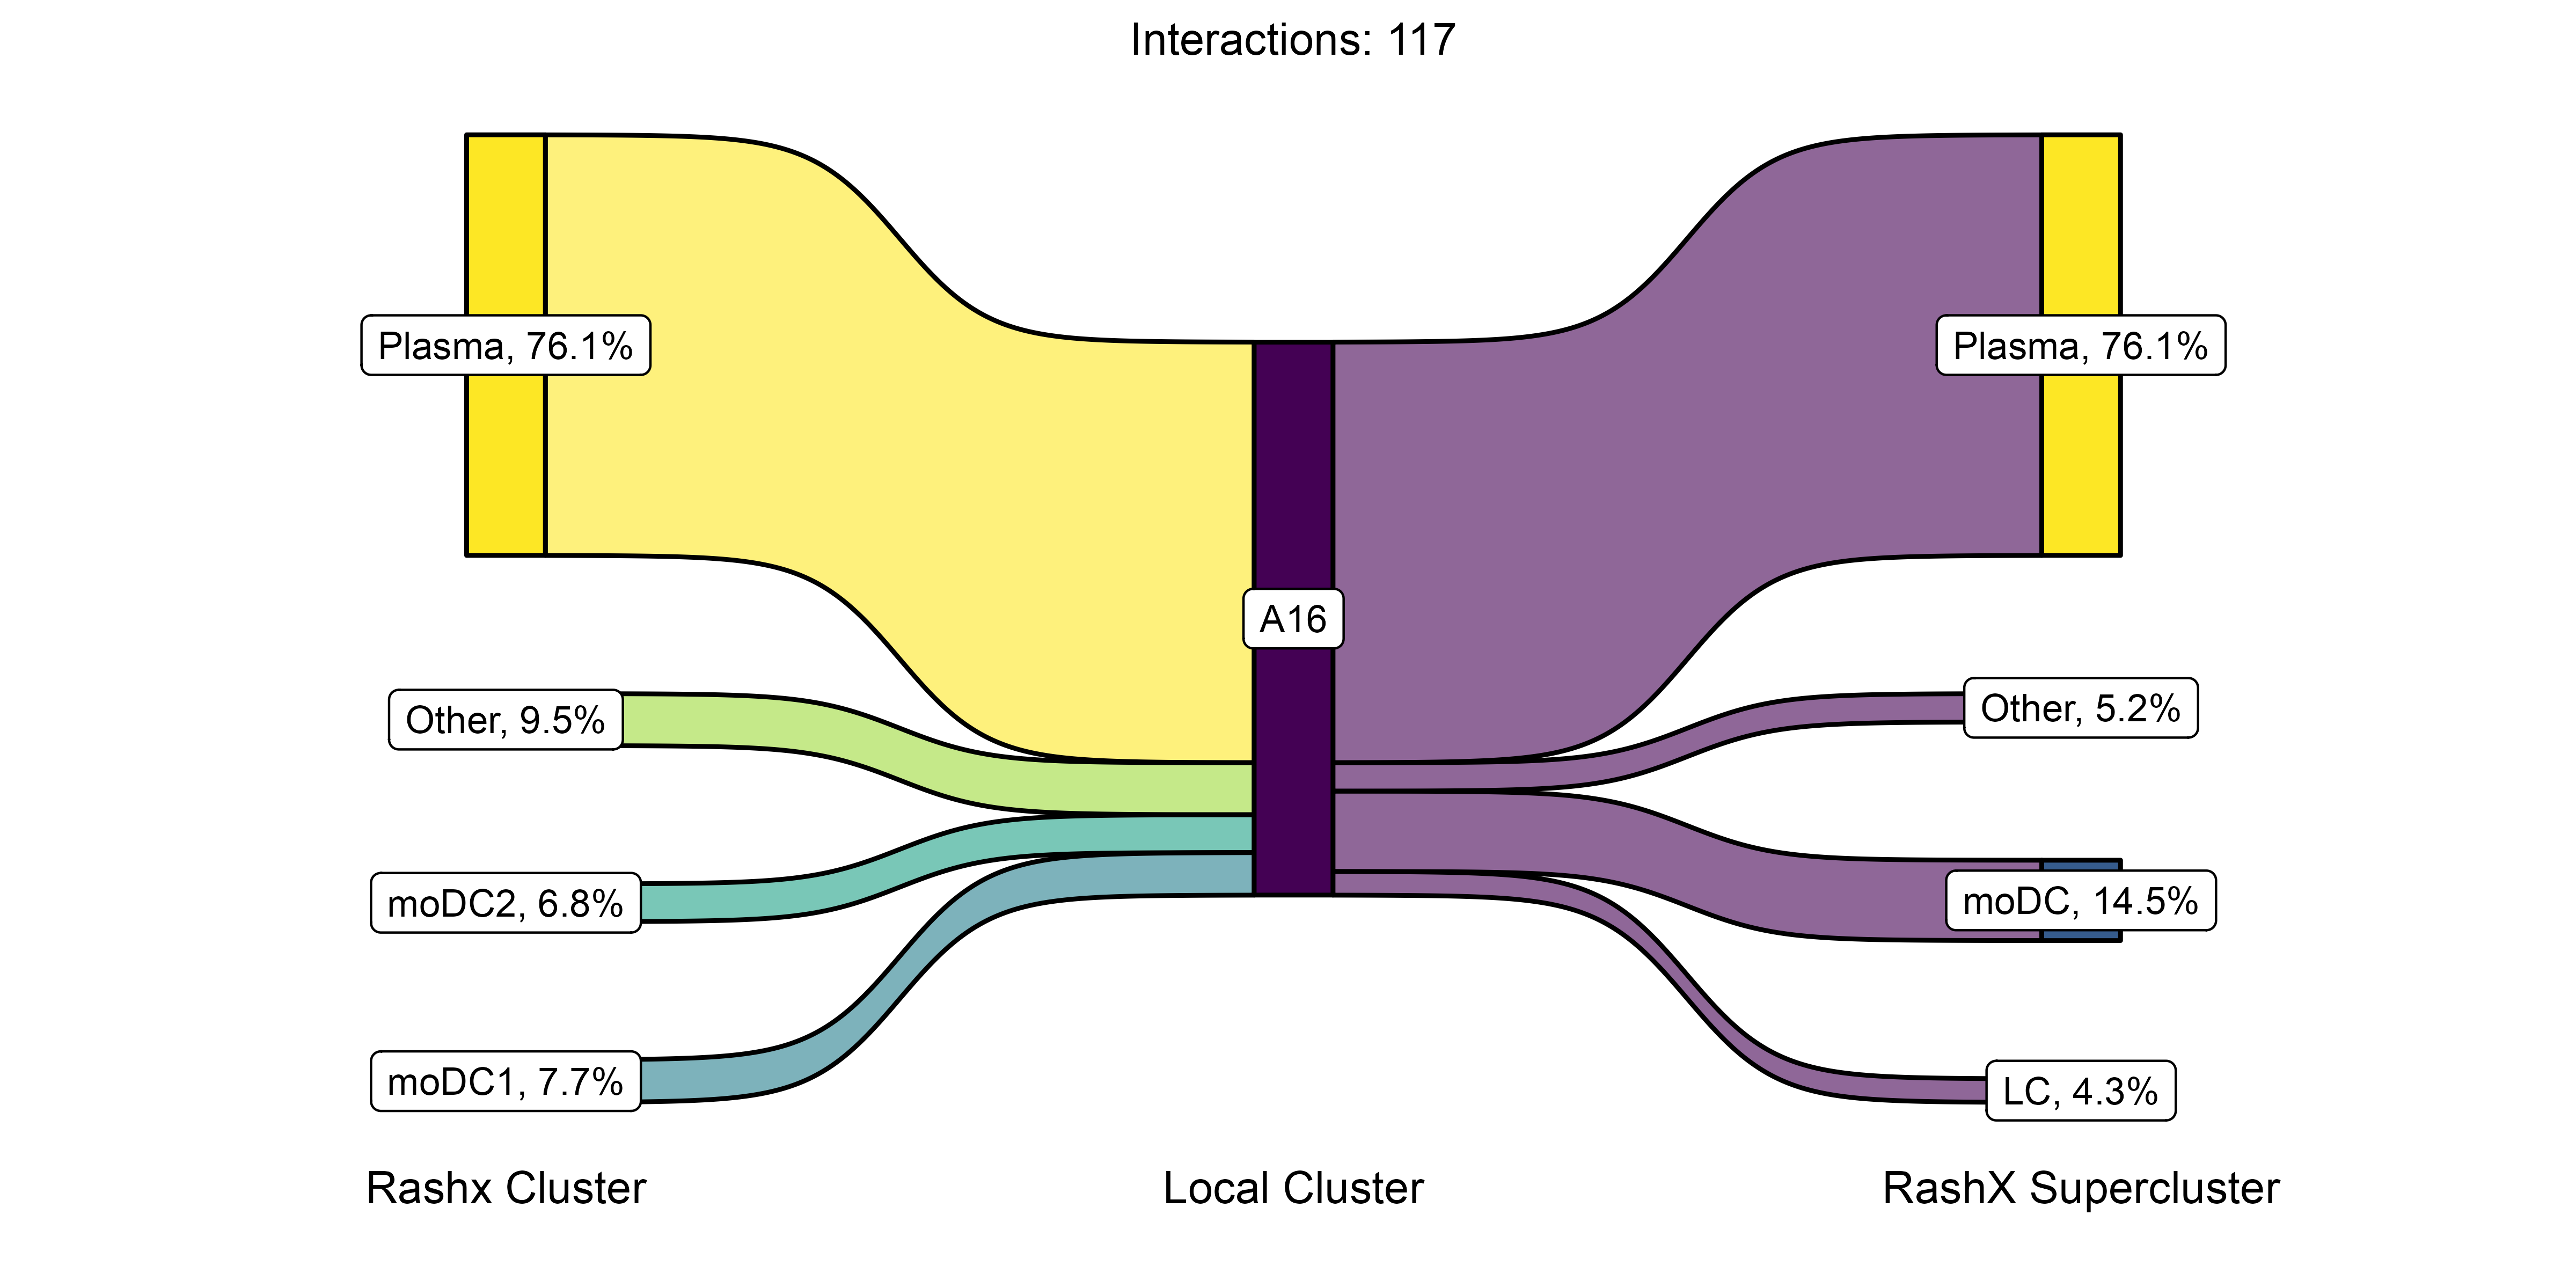 Interactions: 117
Plasma, 76.1%
Plasma, 76.1%
A16
Other, 9.5%
Other, 5.2%
moDC2, 6.8%
moDC, 14.5%
moDC1, 7.7%
LC, 4.3%
Rashx Cluster
Local Cluster
RashX Supercluster